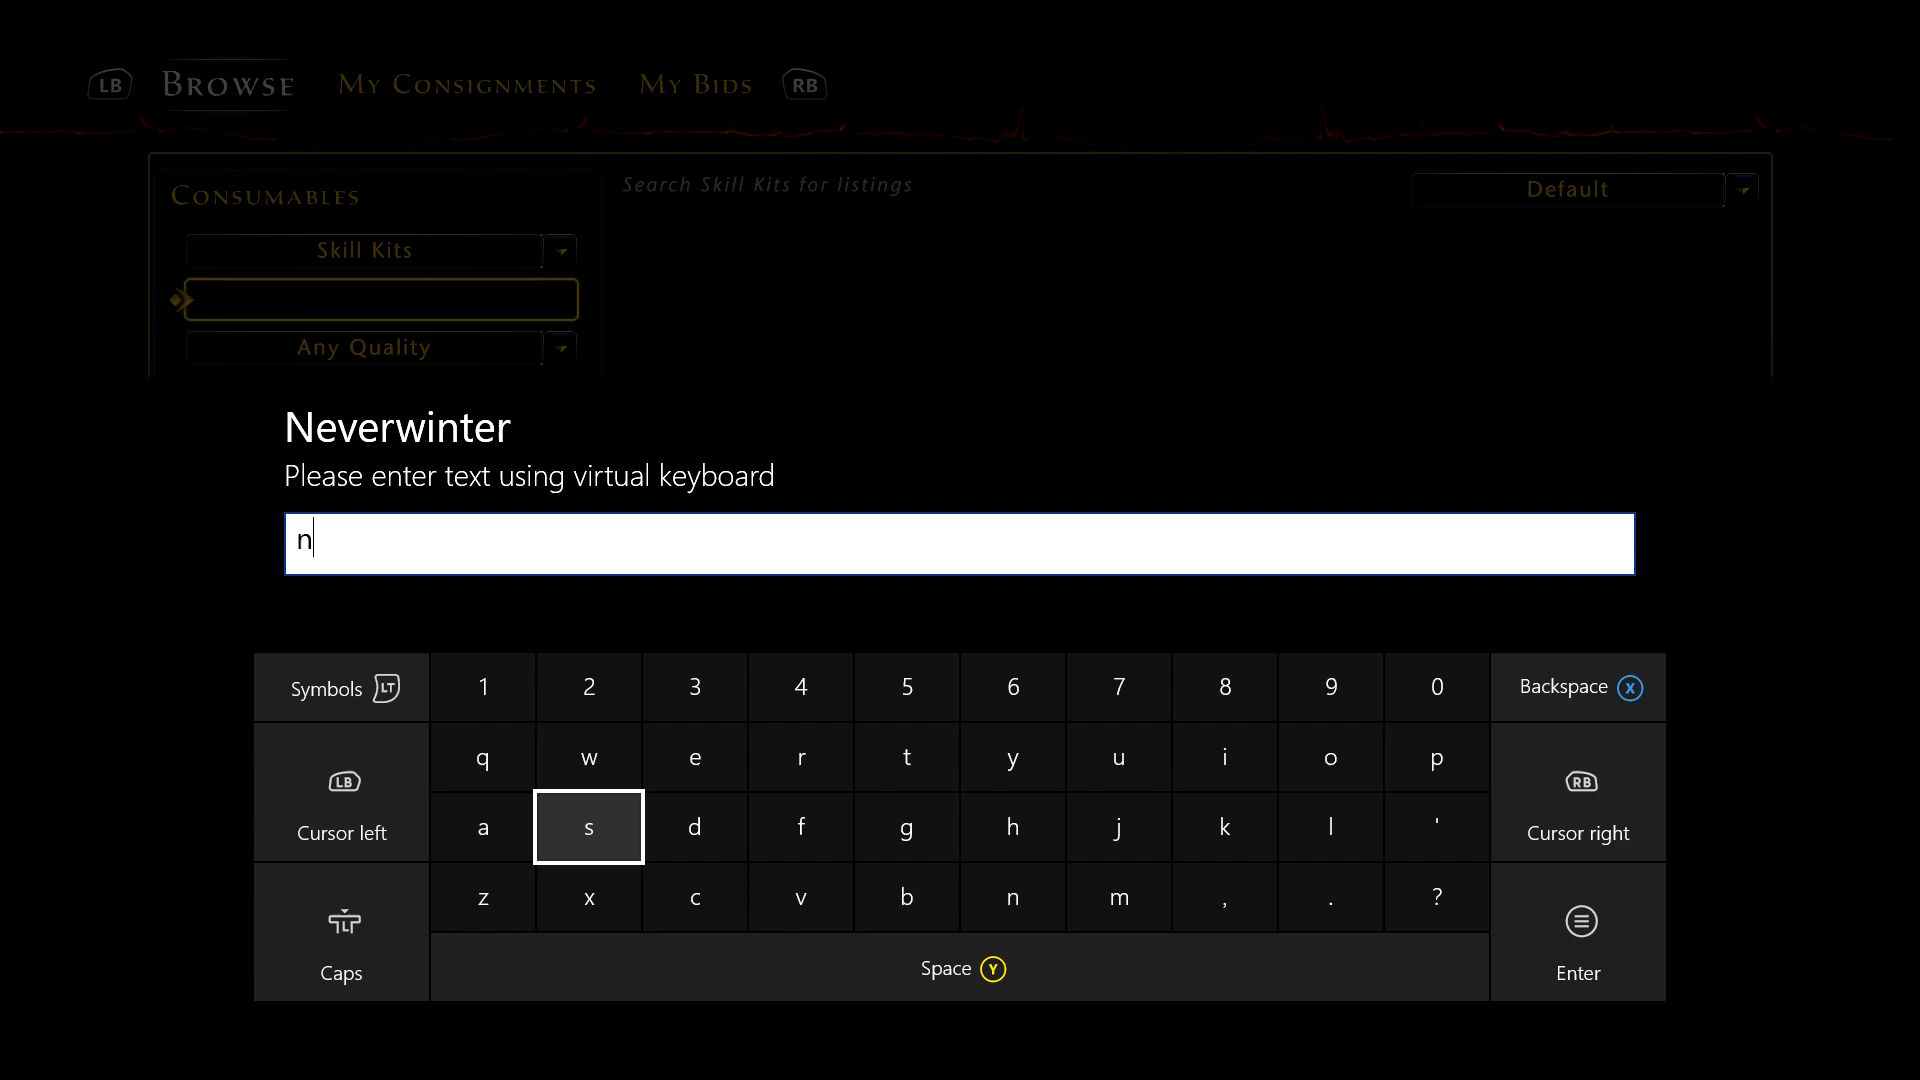 LB Browse My Consignments My Bids RB
Consumables
Search Skill Kits for listings
Default
Skill Kits
Any Quality
Neverwinter
Please enter text using virtual keyboard
n
Symbols LT 1 2 3 4 5 6 7 8 9 0 Backspace X
q w e r t y u i o p
LB Cursor left
a s d f g h j k l '
RB Cursor right
z x c v b n m , . ?
LT Caps
Space Y
Enter